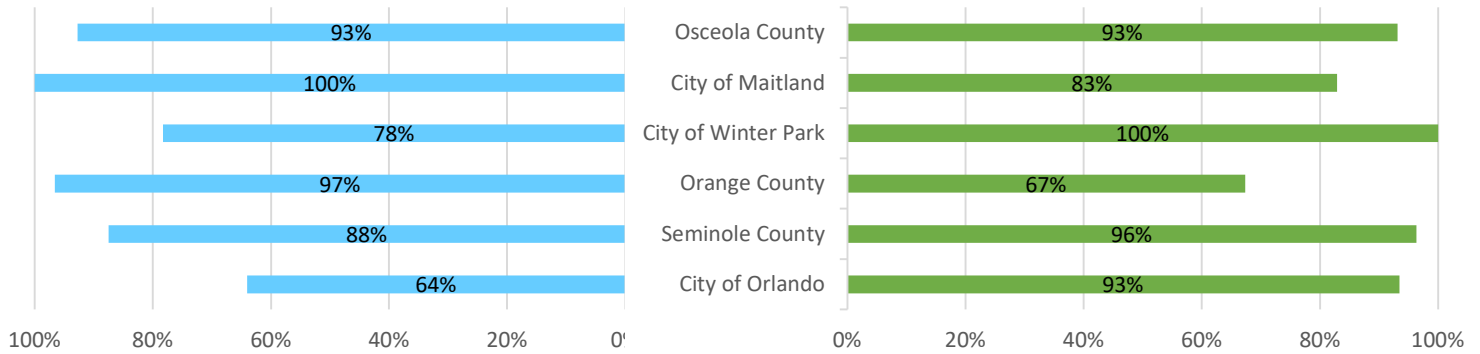 93% Osceola County 93%
100% City of Maitland 83%
78% City of Winter Park 100%
97% Orange County 67%
88% Seminole County 96%
64% City of Orlando 93%
100% 80% 60% 40% 20% 0 0% 20% 40% 60% 80% 100%